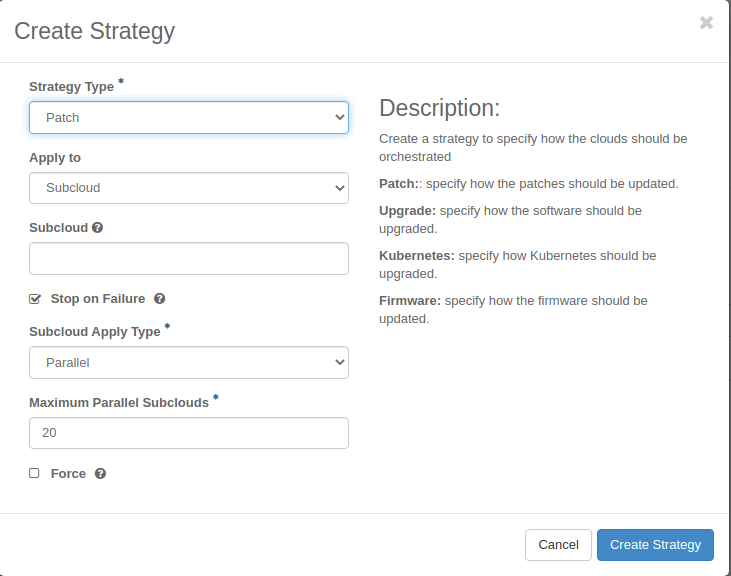 Create Strategy
✖
Strategy Type *
Patch
Apply to
Subcloud
Subcloud ?
Stop on Failure ?
Subcloud Apply Type *
Parallel
Maximum Parallel Subclouds *
20
Force ?
Description:
Create a strategy to specify how the clouds should be
orchestrated
Patch:: specify how the patches should be updated.
Upgrade: specify how the software should be
upgraded.
Kubernetes: specify how Kubernetes should be
upgraded.
Firmware: specify how the firmware should be
updated.
Cancel
Create Strategy